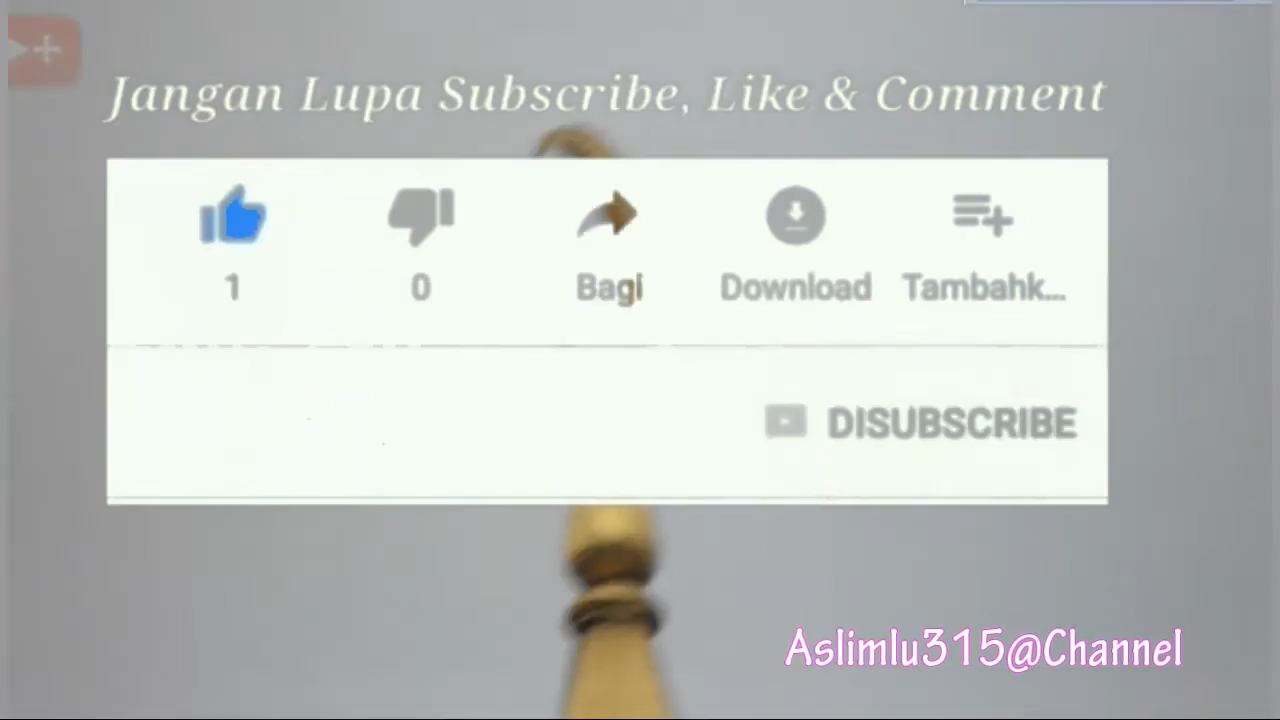 Jangan Lupa Subscribe, Like & Comment
1 0 Bagi Download Tambahk...
DISUBSCRIBE
Aslimlu315@Channel